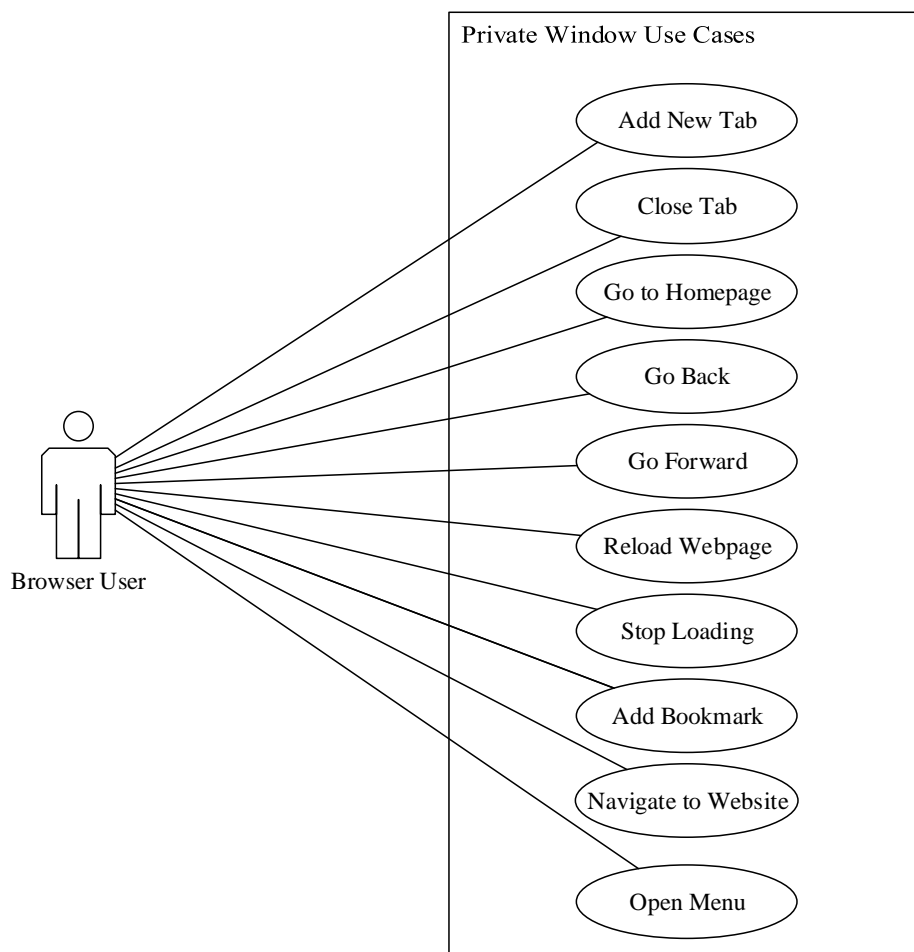 Private Window Use Cases
Add New Tab
Close Tab
Go to Homepage
Go Back
Go Forward
Reload Webpage
Browser User
Stop Loading
Add Bookmark
Navigate to Website
Open Menu